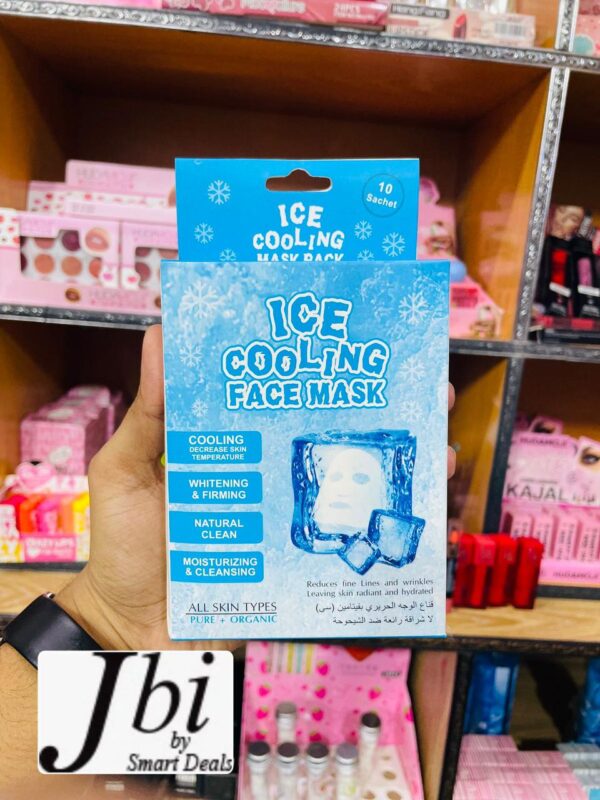 10
Sachet
ICE
COOLING
MASK PACK
ICE
COOLING
FACE MASK
COOLING
DECREASE SKIN
TEMPERATURE
WHITENING
& FIRMING
NATURAL
CLEAN
MOISTURIZING
& CLEANSING
Reduces fine Lines and wrinkles
Leaving skin radiant and hydrated
قناع الوجه الحريري بفيتامين (سي)
لا شراقة رائعة ضد الشيحوحة
ALL SKIN TYPES
PURE + ORGANIC
KAJAL
Jbi
by
Smart Deals